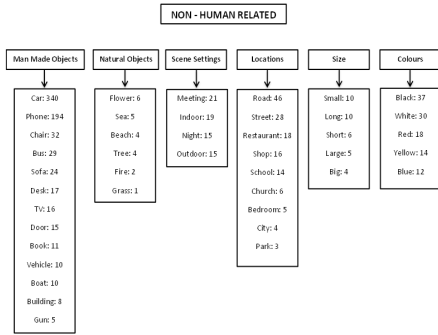 NON - HUMAN RELATED
Man Made Objects
Car: 340
Phone: 194
Chair: 32
Bus: 29
Sofa: 24
Desk: 17
TV: 16
Door: 15
Book: 11
Vehicle: 10
Boat: 10
Building: 8
Gun: 5
Natural Objects
Flower: 6
Sea: 5
Beach: 4
Tree: 4
Fire: 2
Grass: 1
Scene Settings
Meeting: 21
Indoor: 19
Night: 15
Outdoor: 15
Locations
Road: 46
Street: 28
Restaurant: 18
Shop: 16
School: 14
Church: 6
Bedroom: 5
City: 4
Park: 3
Size
Small: 10
Long: 10
Short: 6
Large: 5
Big: 4
Colours
Black: 37
White: 30
Red: 18
Yellow: 14
Blue: 12